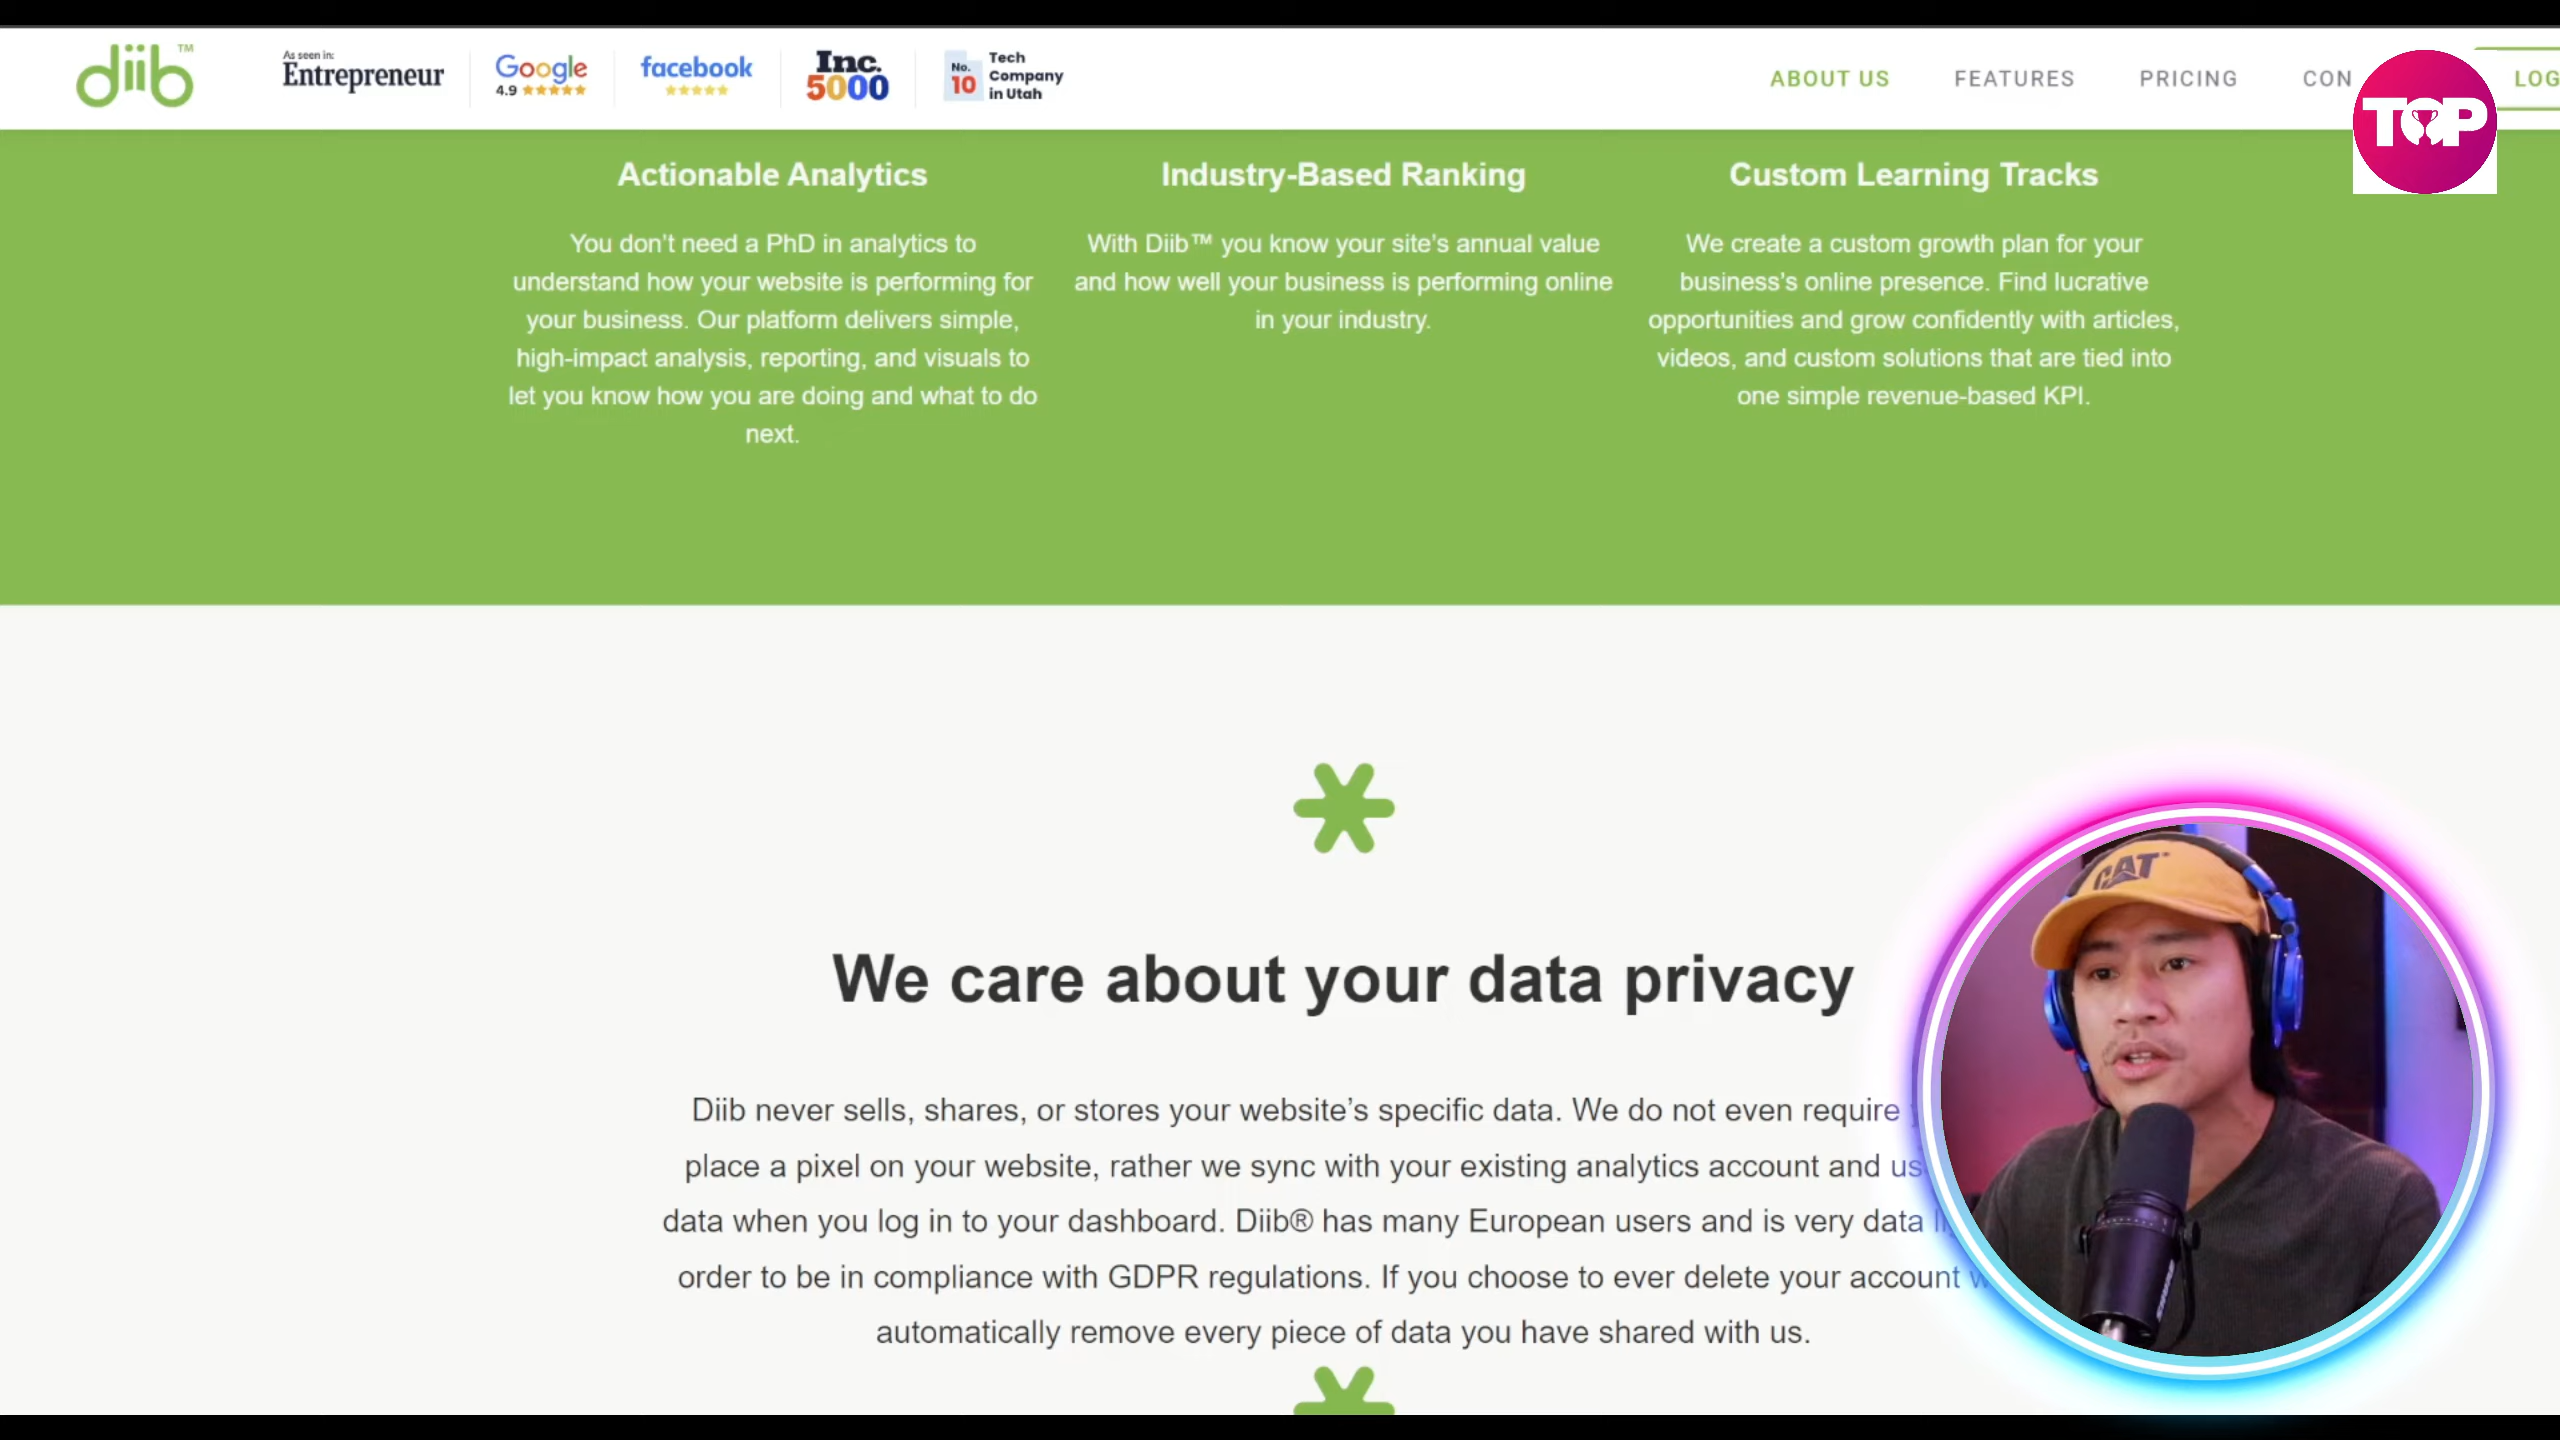 diib™
As seen in:
Entrepreneur
Google
4.9
facebook
Inc.
5000
No.
10
Tech
Company
in Utah
ABOUT US
FEATURES
PRICING
CON
LOG
TOP
Actionable Analytics
You don’t need a PhD in analytics to
understand how your website is performing for
your business. Our platform delivers simple,
high-impact analysis, reporting, and visuals to
let you know how you are doing and what to do
next.
Industry-Based Ranking
With Diib™ you know your site’s annual value
and how well your business is performing online
in your industry.
Custom Learning Tracks
We create a custom growth plan for your
business’s online presence. Find lucrative
opportunities and grow confidently with articles,
videos, and custom solutions that are tied into
one simple revenue-based KPI.
We care about your data privacy
Diib never sells, shares, or stores your website’s specific data. We do not even require
place a pixel on your website, rather we sync with your existing analytics account and
data when you log in to your dashboard. Diib® has many European users and is very data
order to be in compliance with GDPR regulations. If you choose to ever delete your account
automatically remove every piece of data you have shared with us.
CAT